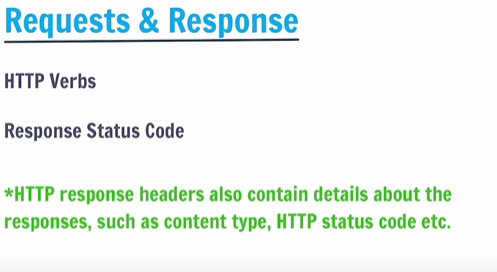 Requests & Response
HTTP Verbs
Response Status Code
*HTTP response headers also contain details about the
responses, such as content type, HTTP status code etc.